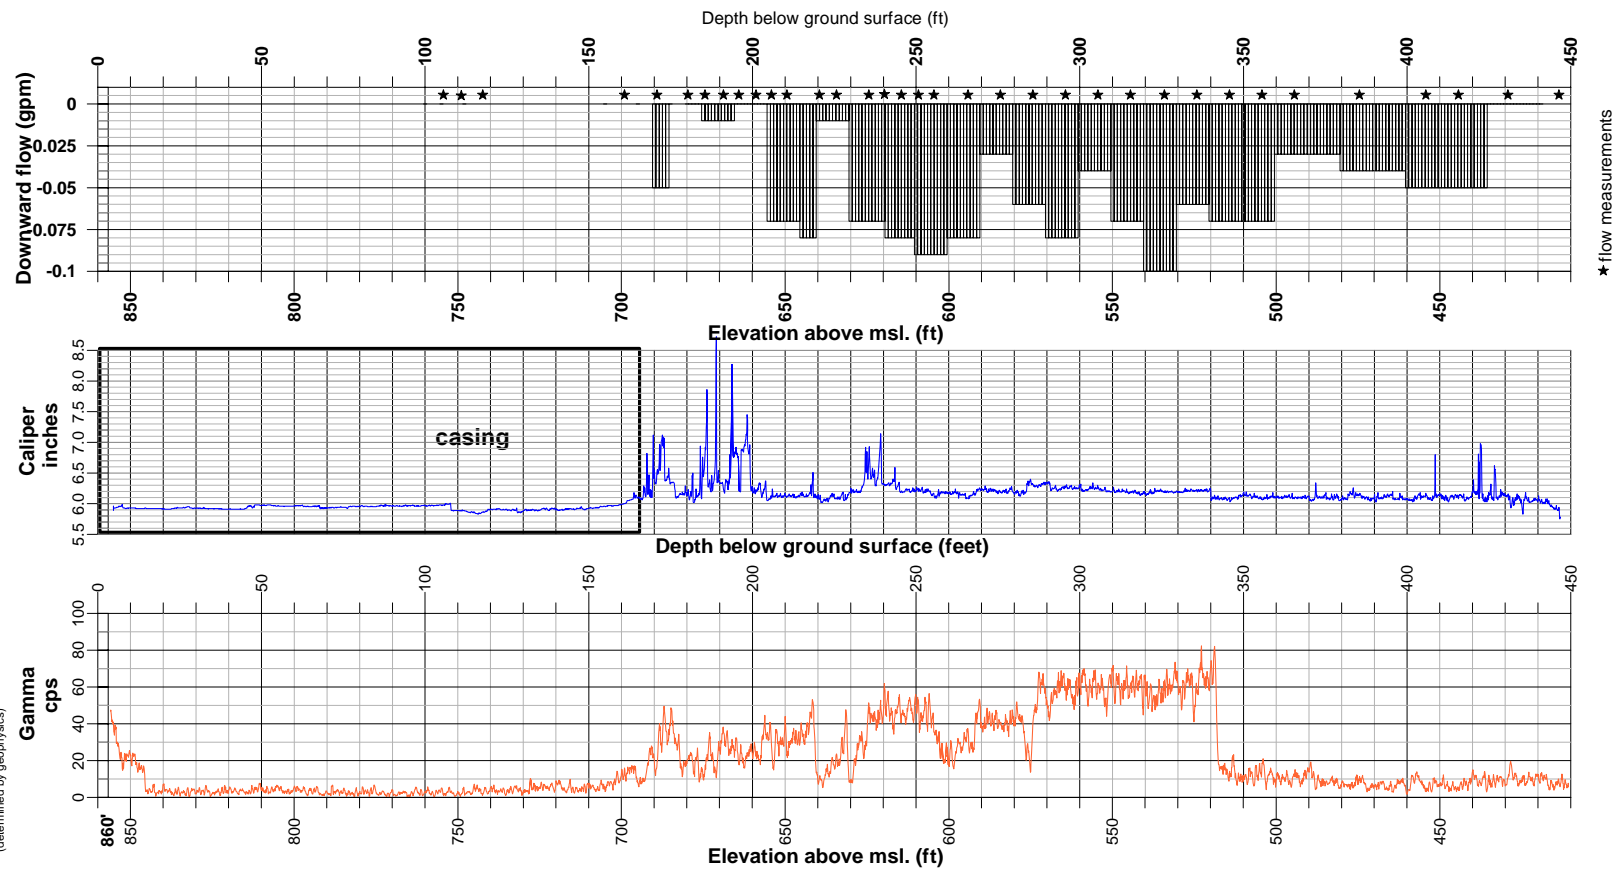 Depth below ground surface (ft)
0 50 100 150 200 250 300 350 400 450
Downward flow (gpm)
0
-0.025
-0.05
-0.075
-0.1
★ flow measurements
850 800 750 700 650 600 550 500 450
Elevation above msl. (ft)
Caliper
inches
8.5
8.0
7.5
7.0
6.5
6.0
5.5
casing
Depth below ground surface (feet)
0 50 100 150 200 250 300 350 400 450
Gamma
cps
100
80
60
40
20
0
860' 850 800 750 700 650 600 550 500 450
Elevation above msl. (ft)
(determined by geophysics)